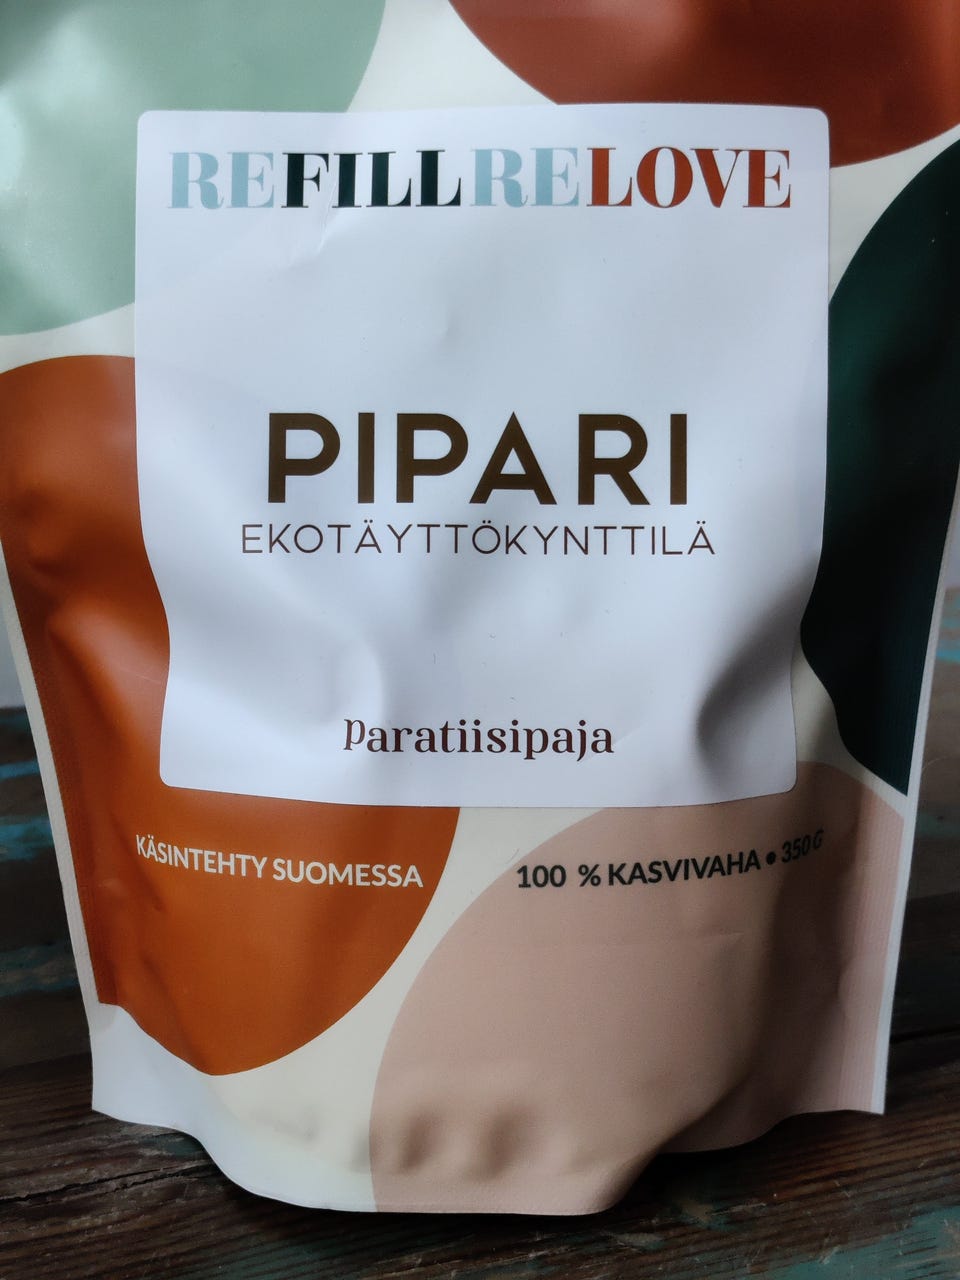 REFILLRELOVE
PIPARI
EKOTÄYTTÖKYNTTILÄ
Paratiisipaja
KÄSINTEHTY SUOMESSA
100 % KASVIVAHA • 350 G